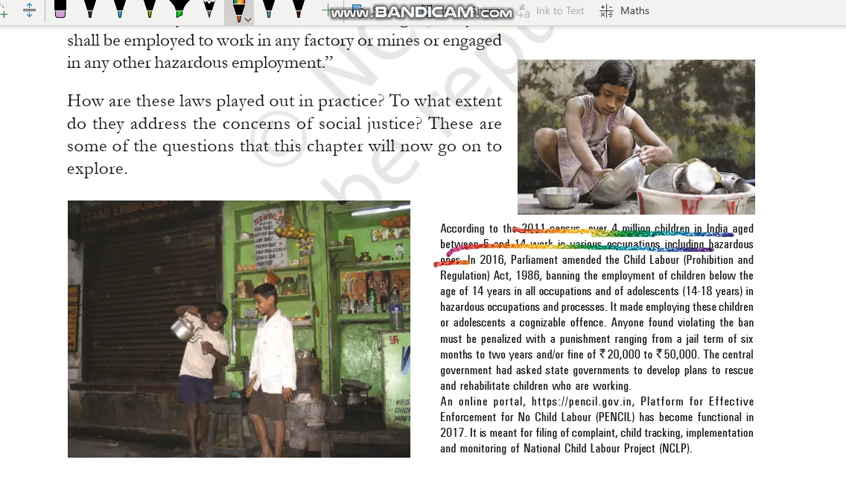 www.BANDICAM.com
Ink to Text
Maths
shall be employed to work in any factory or mines or engaged
in any other hazardous employment.”
How are these laws played out in practice? To what extent
do they address the concerns of social justice? These are
some of the questions that this chapter will now go on to
explore.
According to the 2011 census, over 4 million children in India aged
between 5 and 14 work in various occupations including hazardous
ones. In 2016, Parliament amended the Child Labour (Prohibition and
Regulation) Act, 1986, banning the employment of children below the
age of 14 years in all occupations and of adolescents (14-18 years) in
hazardous occupations and processes. It made employing these children
or adolescents a cognizable offence. Anyone found violating the ban
must be penalized with a punishment ranging from a jail term of six
months to two years and/or fine of ₹ 20,000 to ₹ 50,000. The central
government had asked state governments to develop plans to rescue
and rehabilitate children who are working.
An online portal, https://pencil.gov.in, Platform for Effective
Enforcement for No Child Labour (PENCIL) has become functional in
2017. It is meant for filing of complaint, child tracking, implementation
and monitoring of National Child Labour Project (NCLP).